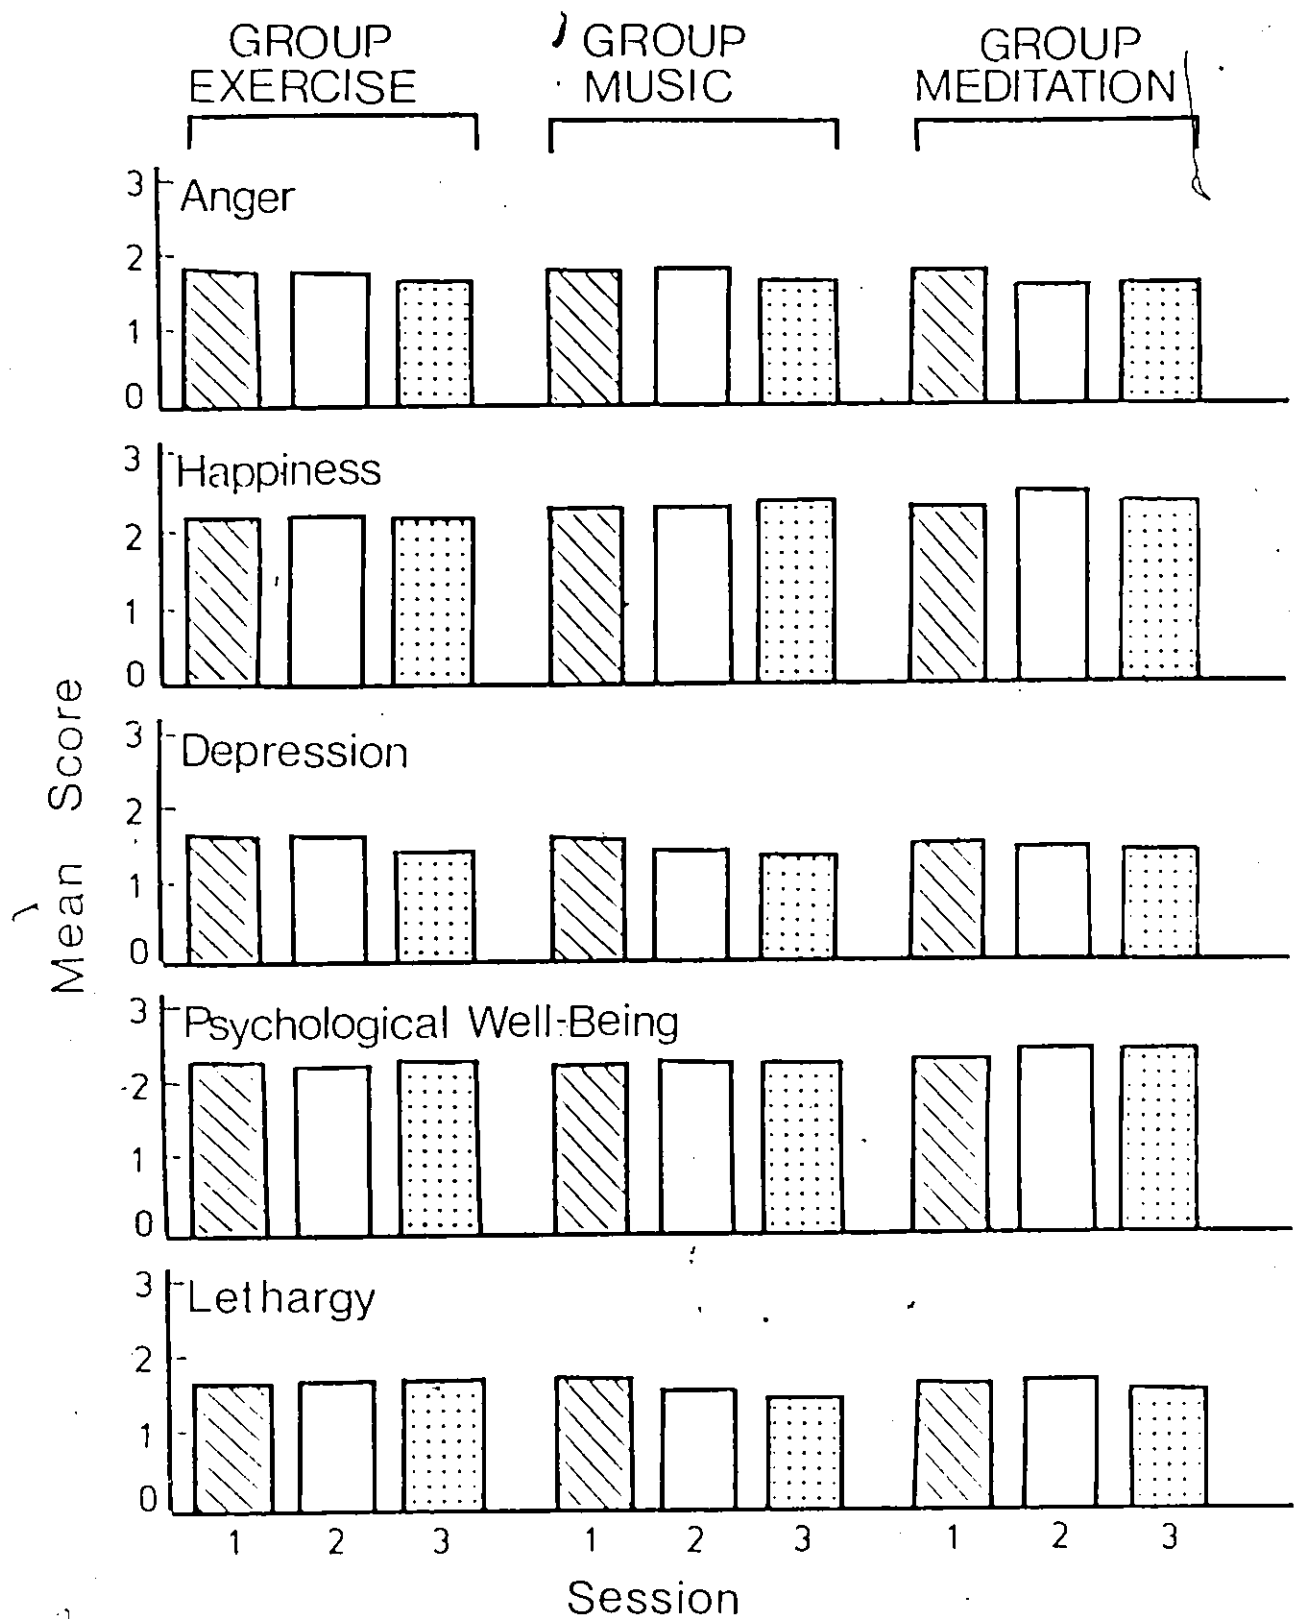 GROUP
EXERCISE
GROUP
MUSIC
GROUP
MEDITATION
Mean Score
3
2
1
0
Anger
3
2
1
0
Happiness
3
2
1
0
Depression
3
2
1
0
Psychological Well-Being
3
2
1
0
Lethargy
1 2 3 1 2 3 1 2 3
Session